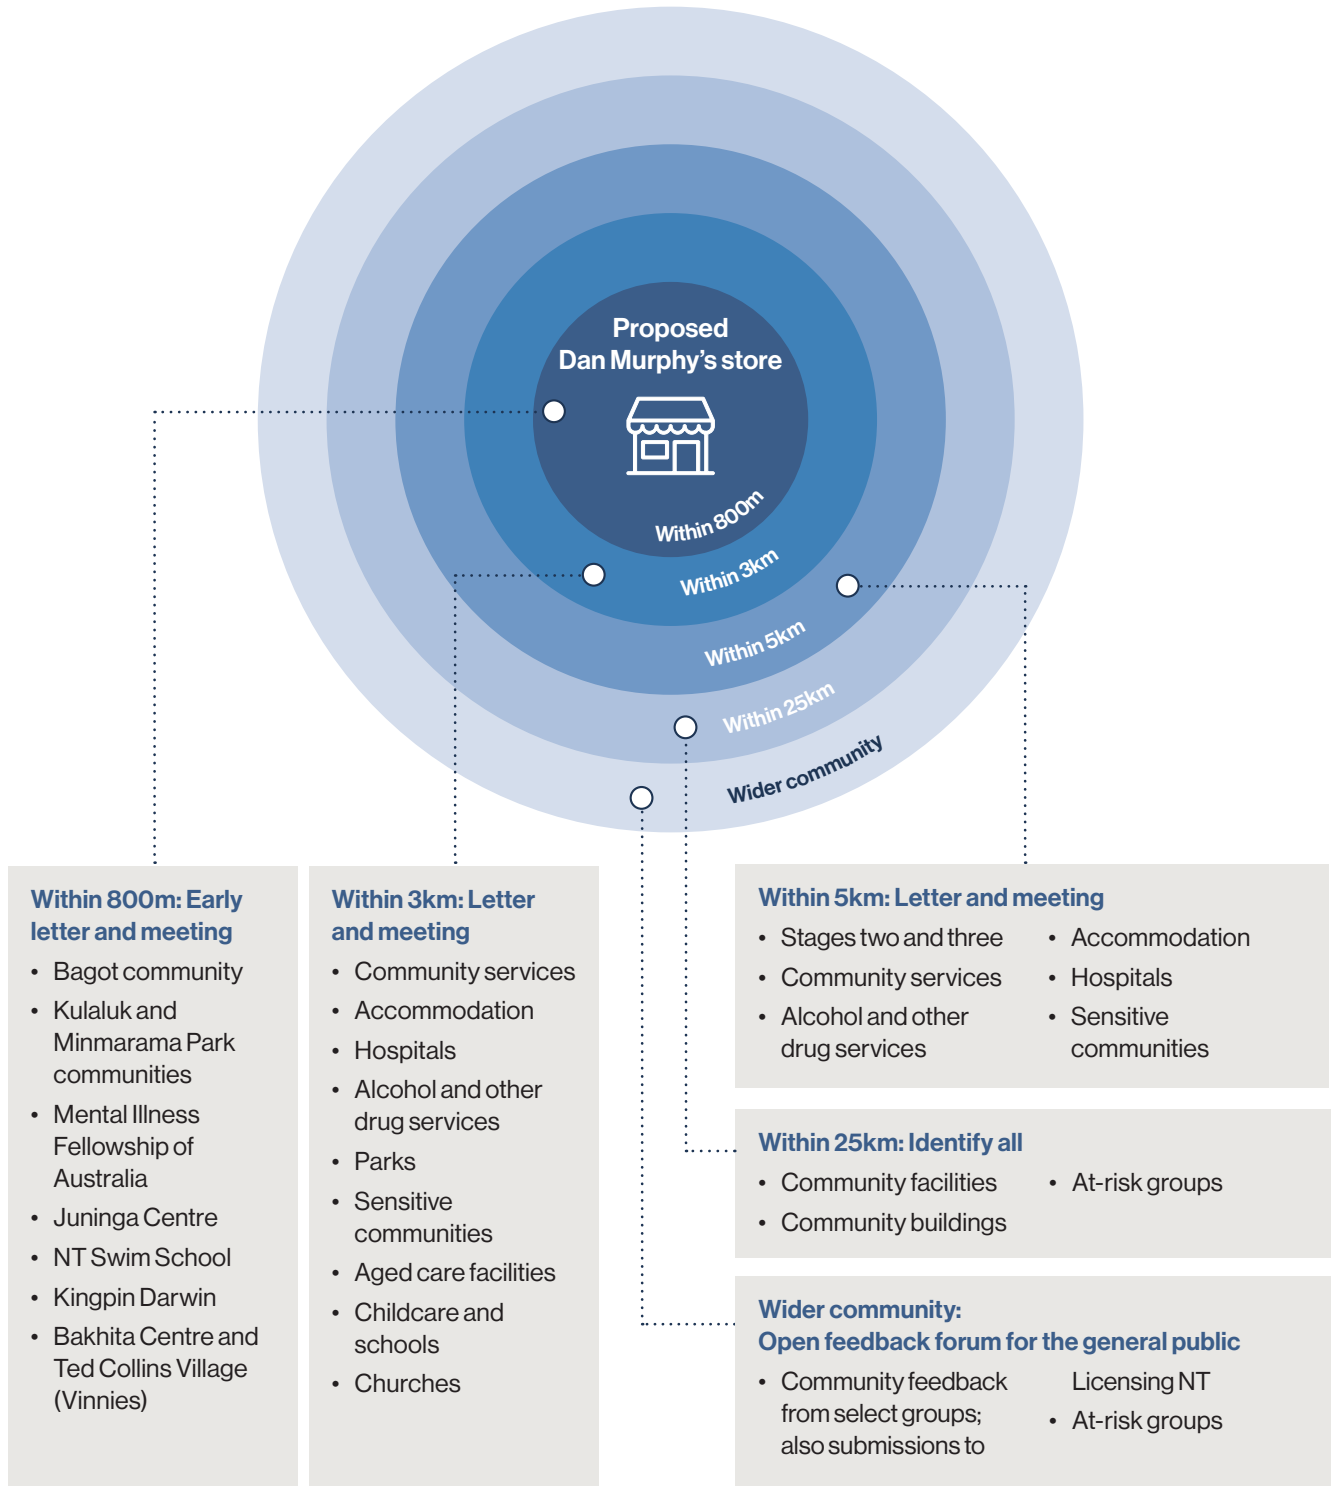 Proposed
Dan Murphy's store
Within 800m
Within 3km
Within 5km
Within 25km
Wider community
Within 800m: Early
letter and meeting
• Bagot community
• Kulaluk and
Minmarama Park
communities
• Mental Illness
Fellowship of
Australia
• Juninga Centre
• NT Swim School
• Kingpin Darwin
• Bakhita Centre and
Ted Collins Village
(Vinnies)
Within 3km: Letter
and meeting
• Community services
• Accommodation
• Hospitals
• Alcohol and other
drug services
• Parks
• Sensitive
communities
• Aged care facilities
• Childcare and
schools
• Churches
Within 5km: Letter and meeting
• Stages two and three
• Community services
• Alcohol and other
drug services
• Accommodation
• Hospitals
• Sensitive
communities
Within 25km: Identify all
• Community facilities
• Community buildings
• At-risk groups
Wider community:
Open feedback forum for the general public
• Community feedback
from select groups;
also submissions to
Licensing NT
• At-risk groups